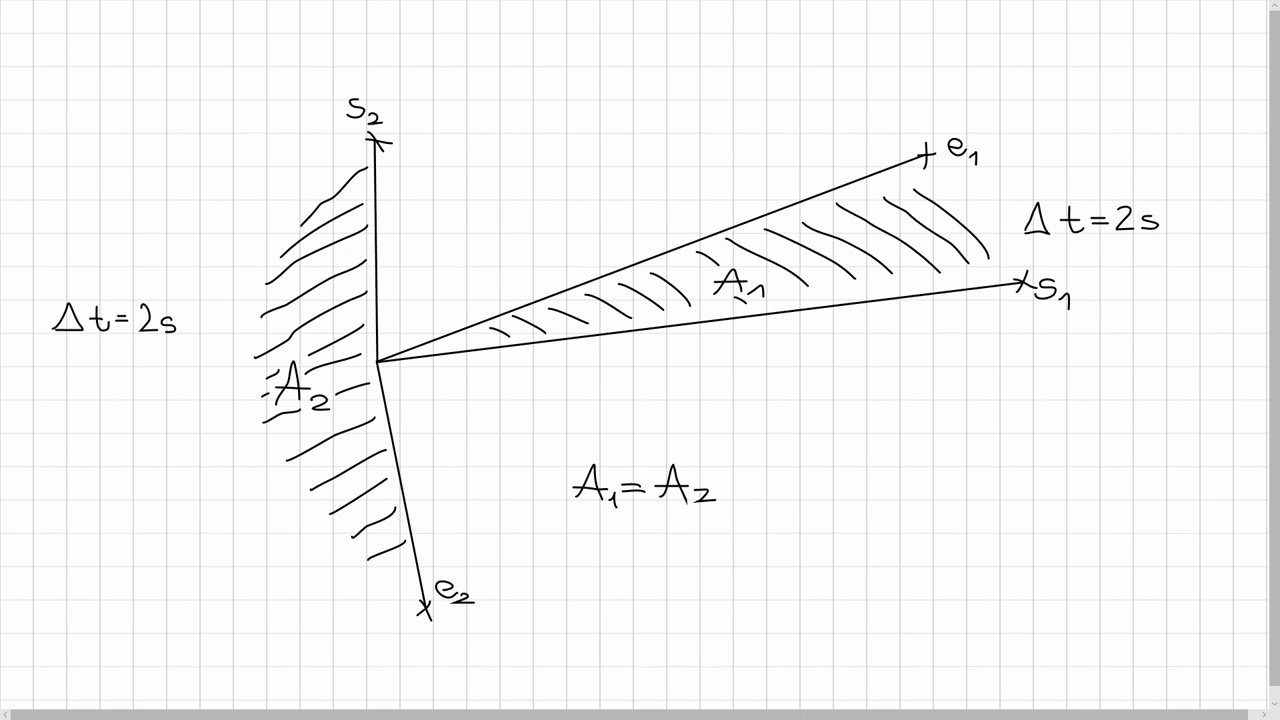 s₂
e₁
Δt=2s
A₁
s₁
Δt=2s
A₂
A₁=A₂
e₂